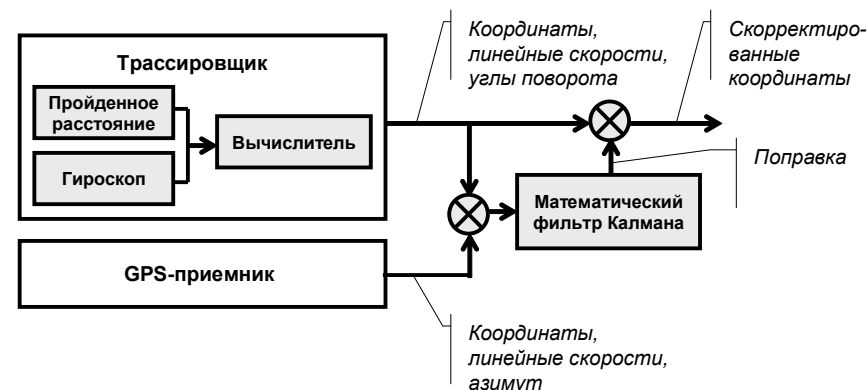 Трассировщик
Пройденное
расстояние
Гироскоп
Вычислитель
GPS-приемник
Координаты,
линейные скорости,
углы поворота
Скорректиро-
ванные
координаты
Поправка
Математический
фильтр Калмана
Координаты,
линейные скорости,
азимут